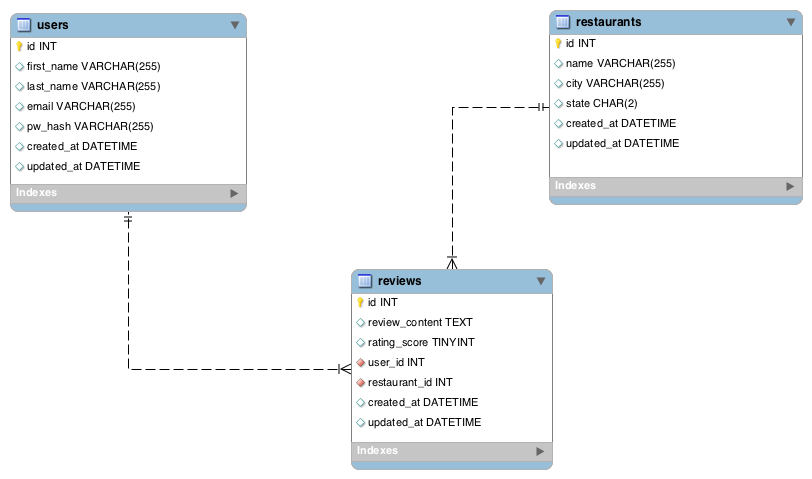 users
id INT
first_name VARCHAR(255)
last_name VARCHAR(255)
email VARCHAR(255)
pw_hash VARCHAR(255)
created_at DATETIME
updated_at DATETIME
Indexes
restaurants
id INT
name VARCHAR(255)
city VARCHAR(255)
state CHAR(2)
created_at DATETIME
updated_at DATETIME
Indexes
reviews
id INT
review_content TEXT
rating_score TINYINT
user_id INT
restaurant_id INT
created_at DATETIME
updated_at DATETIME
Indexes